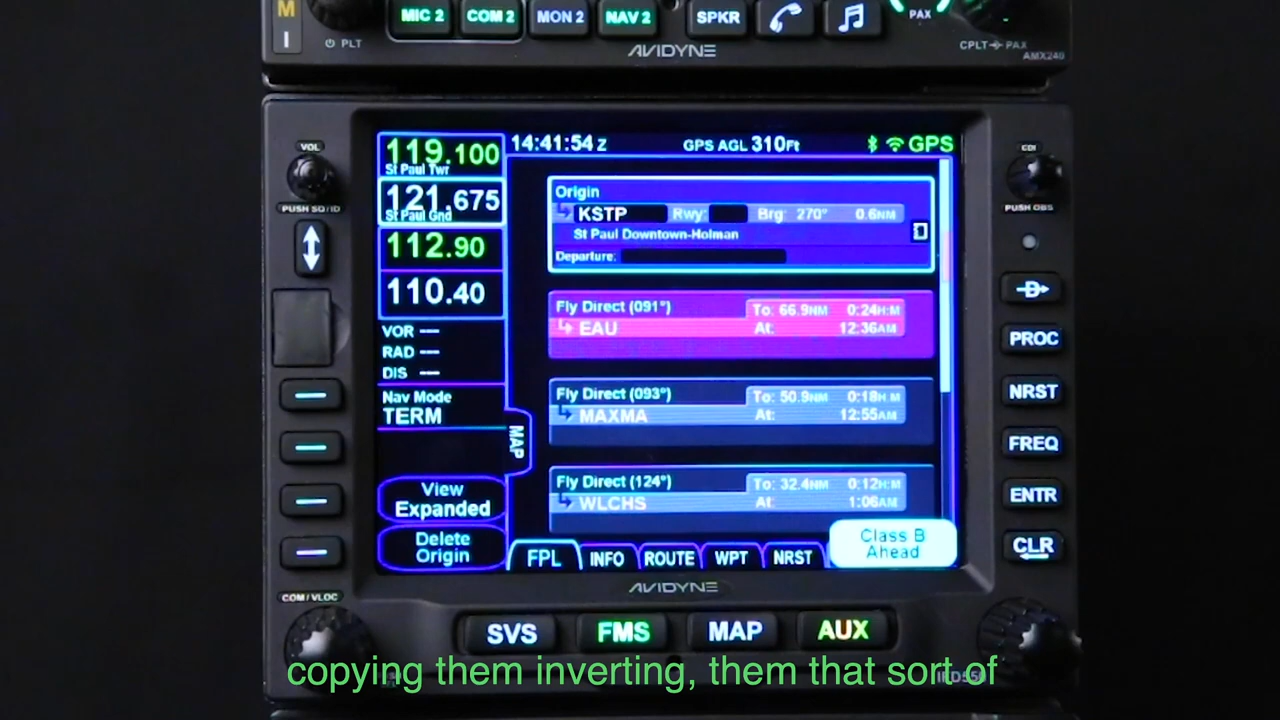 M
I
PLT
MIC 2 COM 2 MON 2 NAV 2 SPKR PAX
CPLT PAX
AVIDYNE
AMX240
VOL
PUSH SQ/ID
119.100
St Paul Twr
121.675
St Paul Gnd
112.90
110.40
VOR ---
RAD ---
DIS ---
Nav Mode
TERM
View
Expanded
Delete
Origin
14:41:54 Z GPS AGL 310Ft GPS
Origin
KSTP Rwy: Brg: 270° 0.6NM
St Paul Downtown-Holman
Departure:
Fly Direct (091°) To: 66.9NM 0:24H:M
EAU At: 12:36AM
Fly Direct (093°) To: 50.9NM 0:18H:M
MAXMA At: 12:55AM
Fly Direct (124°) To: 32.4NM 0:12H:M
WLCHS At: 1:06AM
MAP
FPL INFO ROUTE WPT NRST
Class B
Ahead
CDI
PUSH OBS
D
PROC
NRST
FREQ
ENTR
CLR
COM/VLOC
AVIDYNE
SVS FMS MAP AUX
copying them inverting, them that sort of